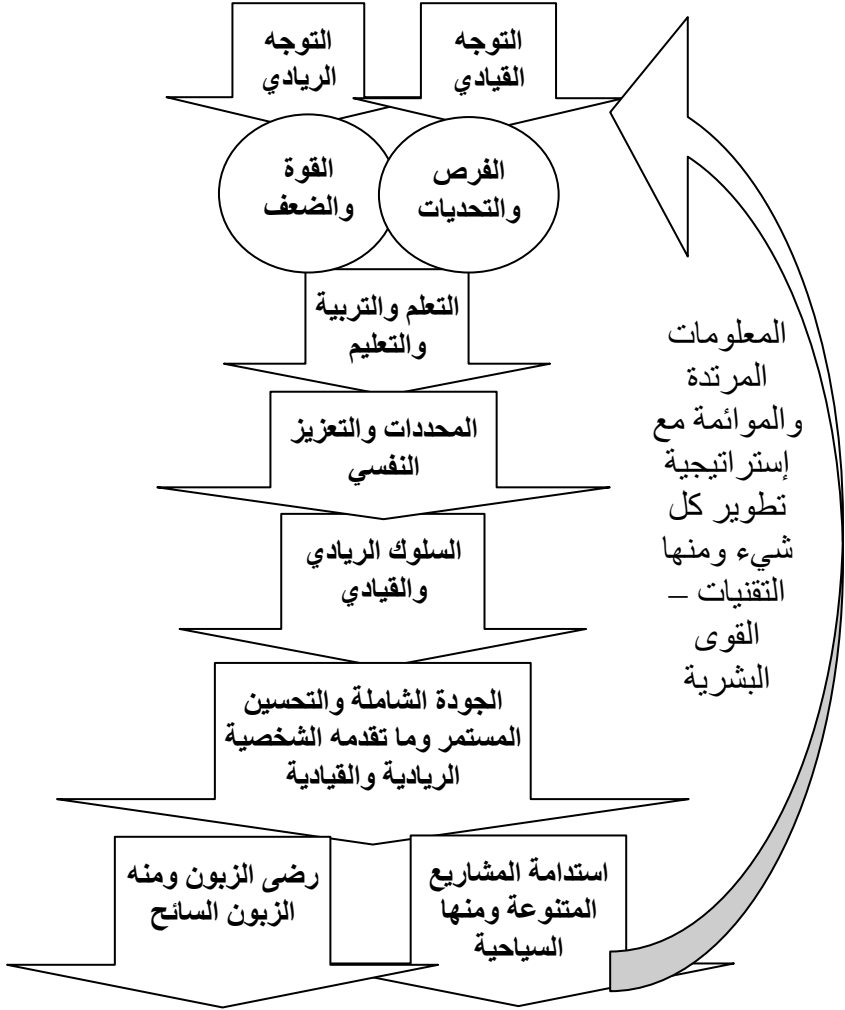 التوجه
القيادي
التوجه
الريادي
الفرص
والتحديات
القوة
والضعف
التعلم والتربية
والتعليم
المحددات والتعزيز
النفسي
السلوك الريادي
والقيادي
الجودة الشاملة والتحسين
المستمر وما تقدمه الشخصية
الريادية والقيادية
استدامة المشاريع
المتنوعة ومنها
السياحية
رضى الزبون ومنه
الزبون السائح
المعلومات
المرتدة
والموائمة مع
إستراتيجية
تطوير كل
شيء ومنها
التقنيات –
القوى
البشرية